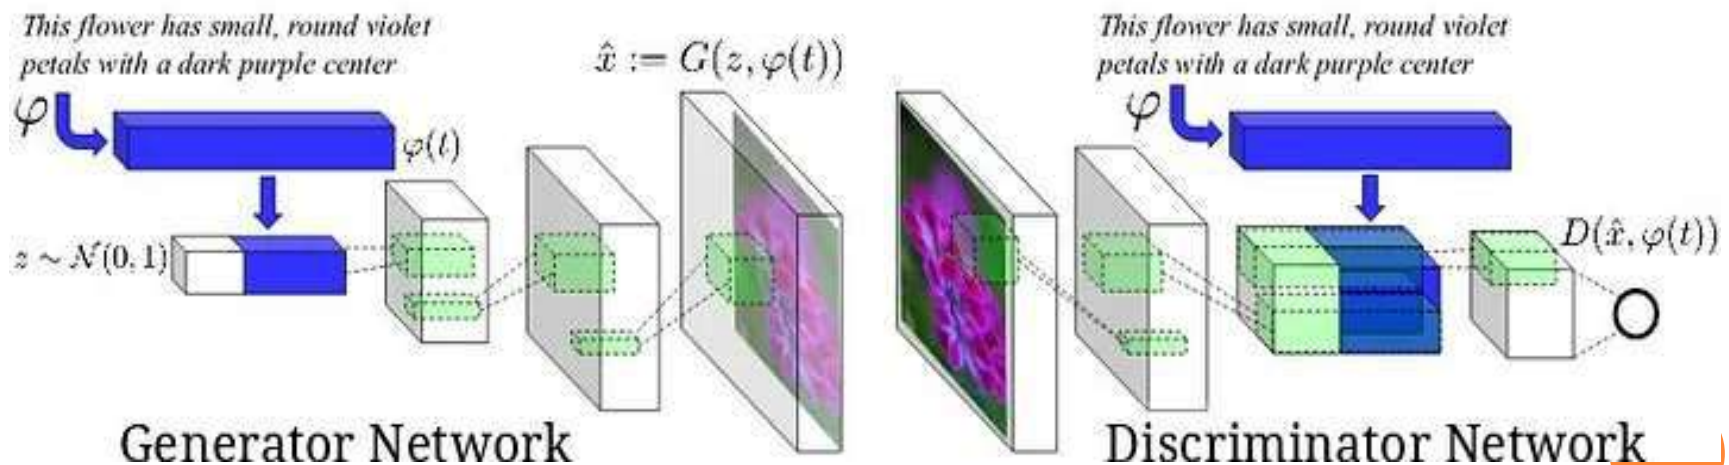 This flower has small, round violet
petals with a dark purple center
φ
φ(t)
z ~ N(0, 1)
x̂ := G(z, φ(t))
Generator Network
This flower has small, round violet
petals with a dark purple center
φ
D(x̂, φ(t))
Discriminator Network